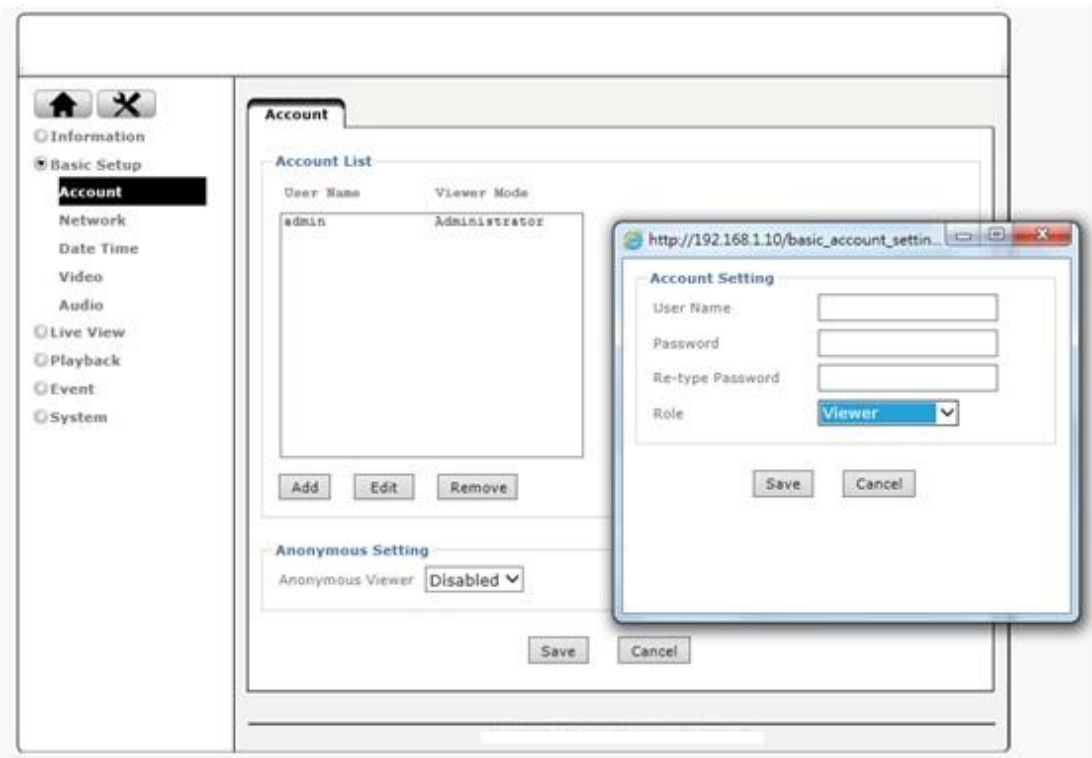 Information
Basic Setup
Account
Network
Date Time
Video
Audio
Live View
Playback
Event
System
Account
Account List
User Name Viewer Mode
admin Administrator
Add Edit Remove
Anonymous Setting
Anonymous Viewer Disabled
Save Cancel
http://192.168.1.10/basic_account_settin...
Account Setting
User Name
Password
Re-type Password
Role Viewer
Save Cancel